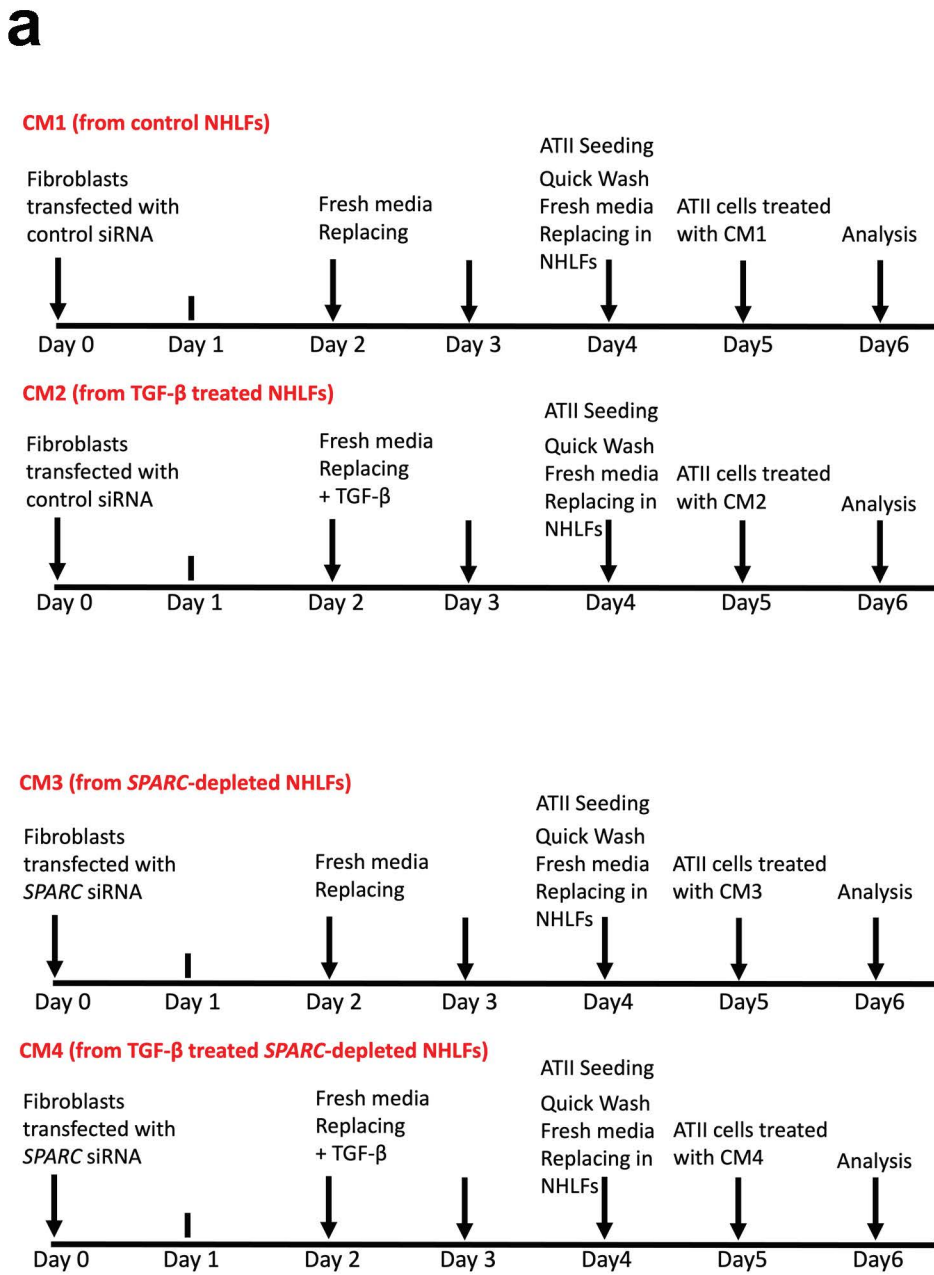 a
CM1 (from control NHLFs)
Fibroblasts
transfected with
control siRNA
Fresh media
Replacing
ATII Seeding
Quick Wash
Fresh media
Replacing in
NHLFs
ATII cells treated
with CM1
Analysis
Day 0 Day 1 Day 2 Day 3 Day4 Day5 Day6
CM2 (from TGF-β treated NHLFs)
Fibroblasts
transfected with
control siRNA
Fresh media
Replacing
+ TGF-β
ATII Seeding
Quick Wash
Fresh media
Replacing in
NHLFs
ATII cells treated
with CM2
Analysis
Day 0 Day 1 Day 2 Day 3 Day4 Day5 Day6
CM3 (from SPARC-depleted NHLFs)
Fibroblasts
transfected with
SPARC siRNA
Fresh media
Replacing
ATII Seeding
Quick Wash
Fresh media
Replacing in
NHLFs
ATII cells treated
with CM3
Analysis
Day 0 Day 1 Day 2 Day 3 Day4 Day5 Day6
CM4 (from TGF-β treated SPARC-depleted NHLFs)
Fibroblasts
transfected with
SPARC siRNA
Fresh media
Replacing
+ TGF-β
ATII Seeding
Quick Wash
Fresh media
Replacing in
NHLFs
ATII cells treated
with CM4
Analysis
Day 0 Day 1 Day 2 Day 3 Day4 Day5 Day6